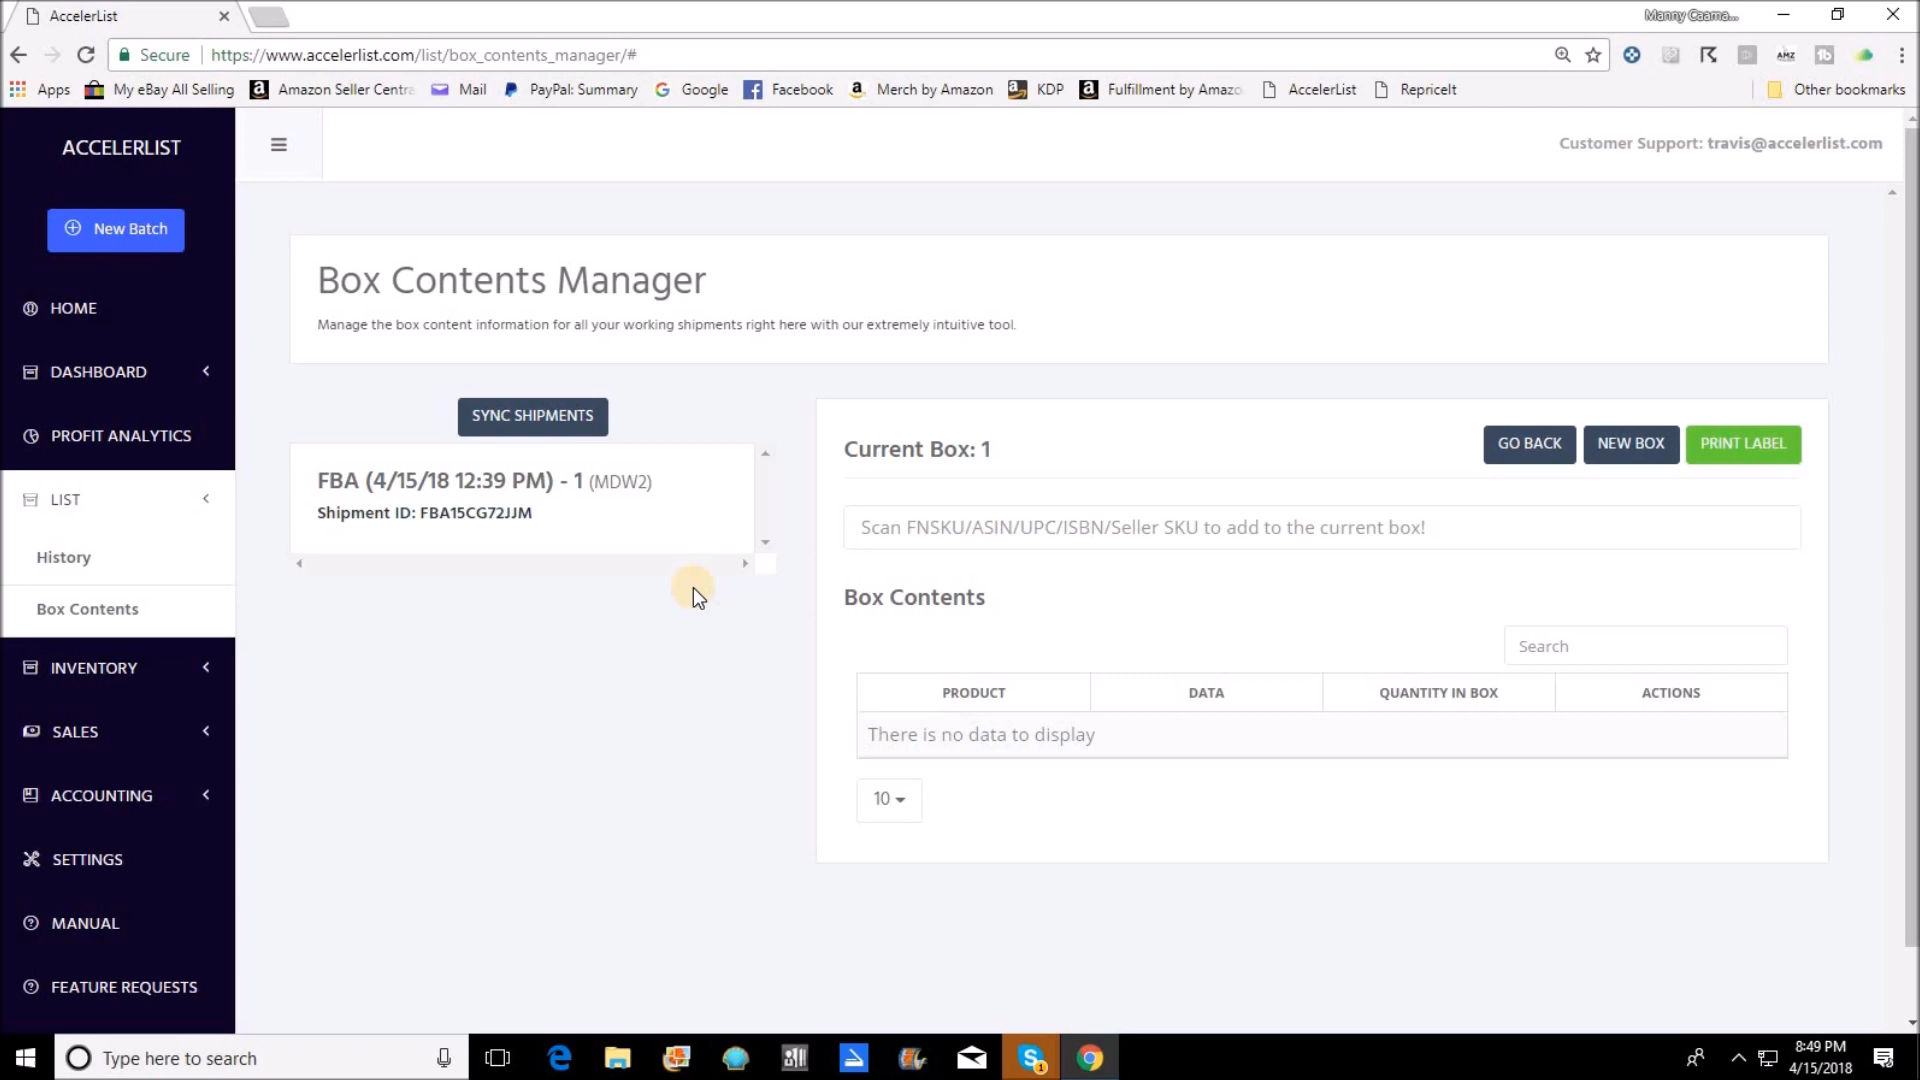 AccelerList
Manny Caama...
Secure
https://www.accelerlist.com/list/box_contents_manager/#
Apps
My eBay All Selling
Amazon Seller Centra
Mail
PayPal: Summary
Google
Facebook
Merch by Amazon
KDP
Fulfillment by Amazo
AccelerList
RepriceIt
Other bookmarks
ACCELERLIST
Customer Support: travis@accelerlist.com
New Batch
HOME
DASHBOARD
PROFIT ANALYTICS
LIST
History
Box Contents
INVENTORY
SALES
ACCOUNTING
SETTINGS
MANUAL
FEATURE REQUESTS
Box Contents Manager
Manage the box content information for all your working shipments right here with our extremely intuitive tool.
SYNC SHIPMENTS
FBA (4/15/18 12:39 PM) - 1 (MDW2)
Shipment ID: FBA15CG72JJM
Current Box: 1
GO BACK
NEW BOX
PRINT LABEL
Scan FNSKU/ASIN/UPC/ISBN/Seller SKU to add to the current box!
Box Contents
Search
PRODUCT DATA QUANTITY IN BOX ACTIONS
There is no data to display
10
Type here to search
8:49 PM
4/15/2018